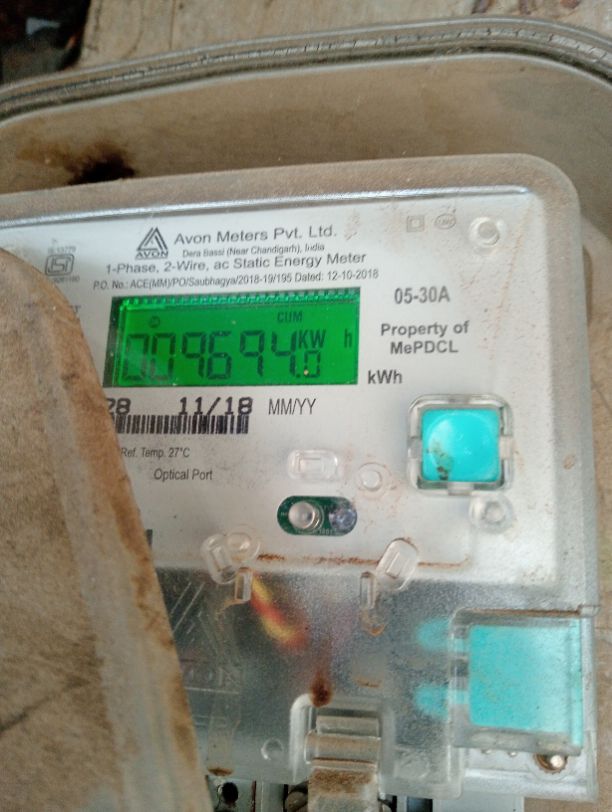 Avon Meters Pvt. Ltd.
AVON
Dera Bassi (Near Chandigarh), India
1-Phase, 2-Wire, ac Static Energy Meter
P.O. No.: ACE(MM)/PO/Saubhagya/2018-19/195 Dated: 12-10-2018
05-30A
CUM
009694.0 KW h
Property of
MePDCL
kWh
28 11/18 MM/YY
Ref. Temp. 27°C
Optical Port